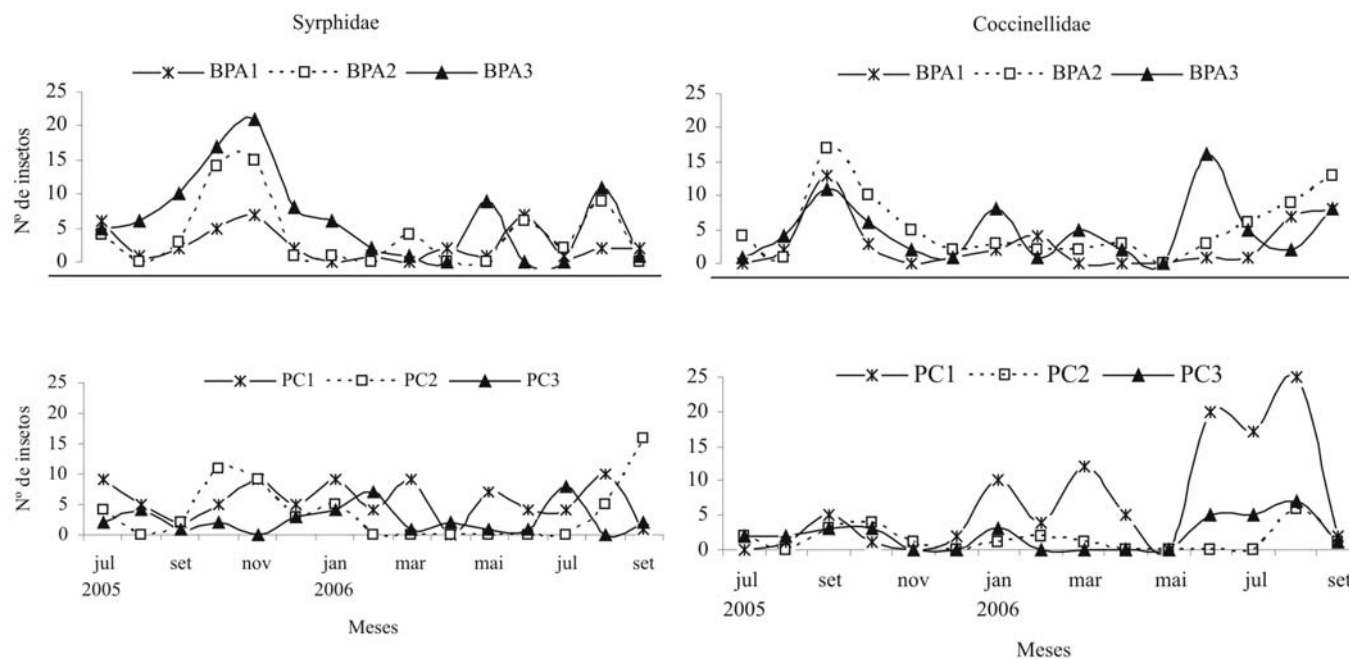 Syrphidae
BPA1 BPA2 BPA3
Nº de insetos
25
20
15
10
5
0
Coccinellidae
BPA1 BPA2 BPA3
25
20
15
10
5
0
PC1 PC2 PC3
Nº de insetos
25
20
15
10
5
0
jul set nov jan mar mai jul set
2005 2006
Meses
PC1 PC2 PC3
25
20
15
10
5
0
jul set nov jan mar mai jul set
2005 2006
Meses